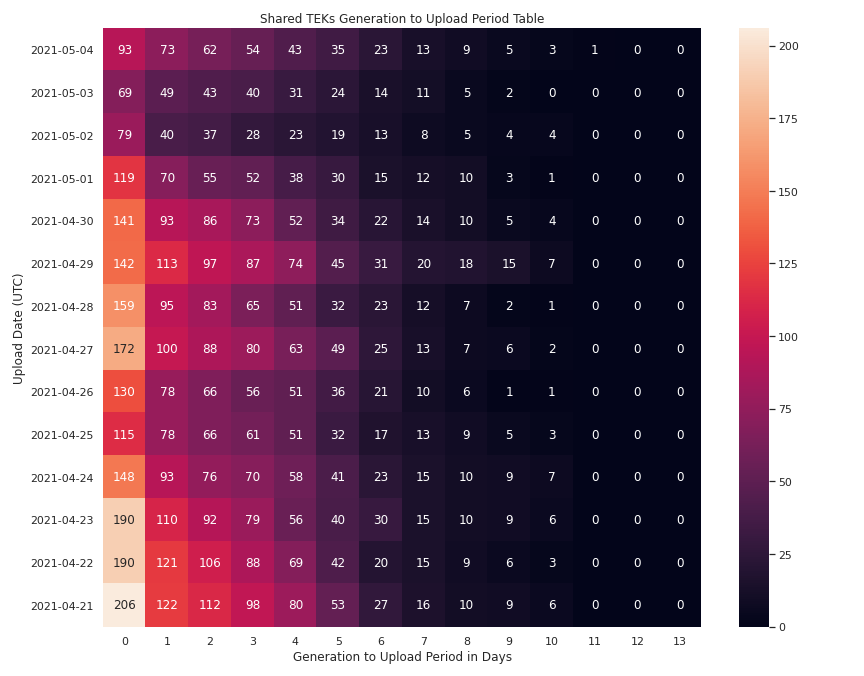 Shared TEKs Generation to Upload Period Table
Upload Date (UTC)
2021-05-04 93 73 62 54 43 35 23 13 9 5 3 1 0 0
2021-05-03 69 49 43 40 31 24 14 11 5 2 0 0 0 0
2021-05-02 79 40 37 28 23 19 13 8 5 4 4 0 0 0
2021-05-01 119 70 55 52 38 30 15 12 10 3 1 0 0 0
2021-04-30 141 93 86 73 52 34 22 14 10 5 4 0 0 0
2021-04-29 142 113 97 87 74 45 31 20 18 15 7 0 0 0
2021-04-28 159 95 83 65 51 32 23 12 7 2 1 0 0 0
2021-04-27 172 100 88 80 63 49 25 13 7 6 2 0 0 0
2021-04-26 130 78 66 56 51 36 21 10 6 1 1 0 0 0
2021-04-25 115 78 66 61 51 32 17 13 9 5 3 0 0 0
2021-04-24 148 93 76 70 58 41 23 15 10 9 7 0 0 0
2021-04-23 190 110 92 79 56 40 30 15 10 9 6 0 0 0
2021-04-22 190 121 106 88 69 42 20 15 9 6 3 0 0 0
2021-04-21 206 122 112 98 80 53 27 16 10 9 6 0 0 0
0 1 2 3 4 5 6 7 8 9 10 11 12 13
Generation to Upload Period in Days
200
175
150
125
100
75
50
25
0